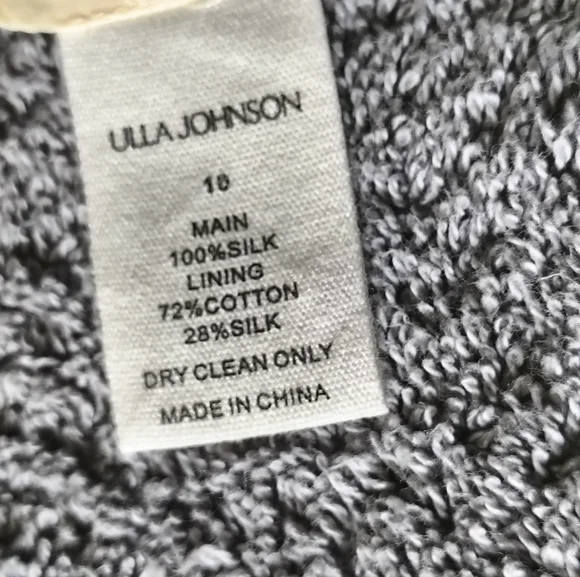 ULLA JOHNSON
10
MAIN
100%SILK
LINING
72%COTTON
28%SILK
DRY CLEAN ONLY
MADE IN CHINA